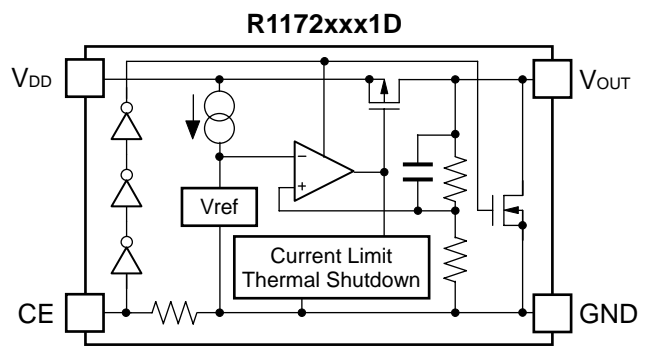 R1172xxx1D
VDD
VOUT
−
+
Vref
Current Limit
Thermal Shutdown
CE
GND